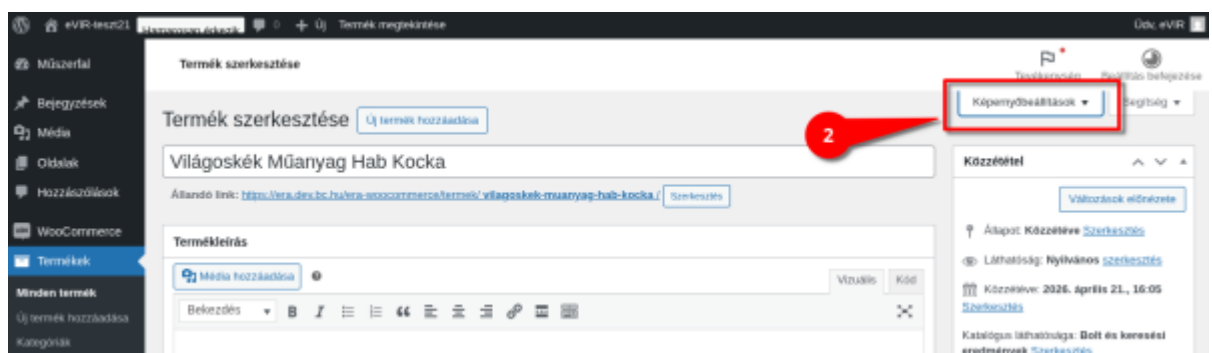 eVIR-teszt21 0 + Új Termék megtekintése Üdv, eVIR
Műszerfal
Bejegyzések
Média
Oldalak
Hozzászólások
WooCommerce
Termékek
Minden termék
Új termék hozzáadása
Kategóriák
Termék szerkesztése
Tevékenység Beállítás befejezése
Képernyőbeállítások ▼ Segítség ▼
2
Termék szerkesztése Új termék hozzáadása
Világoskék Műanyag Hab Kocka
Állandó link: https://era.dev.bc.hu/era-woocommerce/termek/vilagoskek-muanyag-hab-kocka/ Szerkesztés
Termékleírás
Média hozzáadása
Vizuális Kód
Bekezdés B I
Közzététel
Változások előnézete
Állapot: Közzétéve Szerkesztés
Láthatóság: Nyilvános szerkesztés
Közzétéve: 2026. április 21., 16:05
Szerkesztés
Katalógus láthatósága: Bolt és keresési
eredmények Szerkesztés